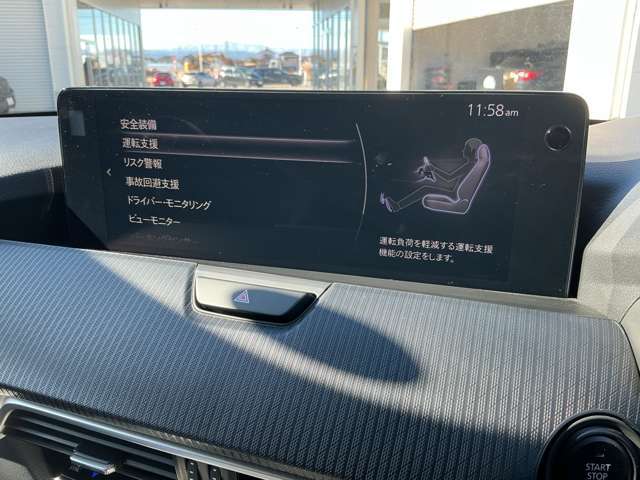 11:58am
安全装備
運転支援
リスク警報
事故回避支援
ドライバー・モニタリング
ビューモニター
運転負荷を軽減する運転支援
機能の設定をします。
START
STOP